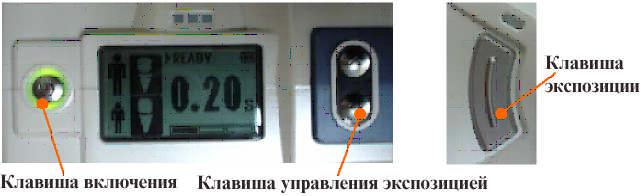 READY
0.20s
Клавиша
экспозиции
Клавиша включения
Клавиша управления экспозицией